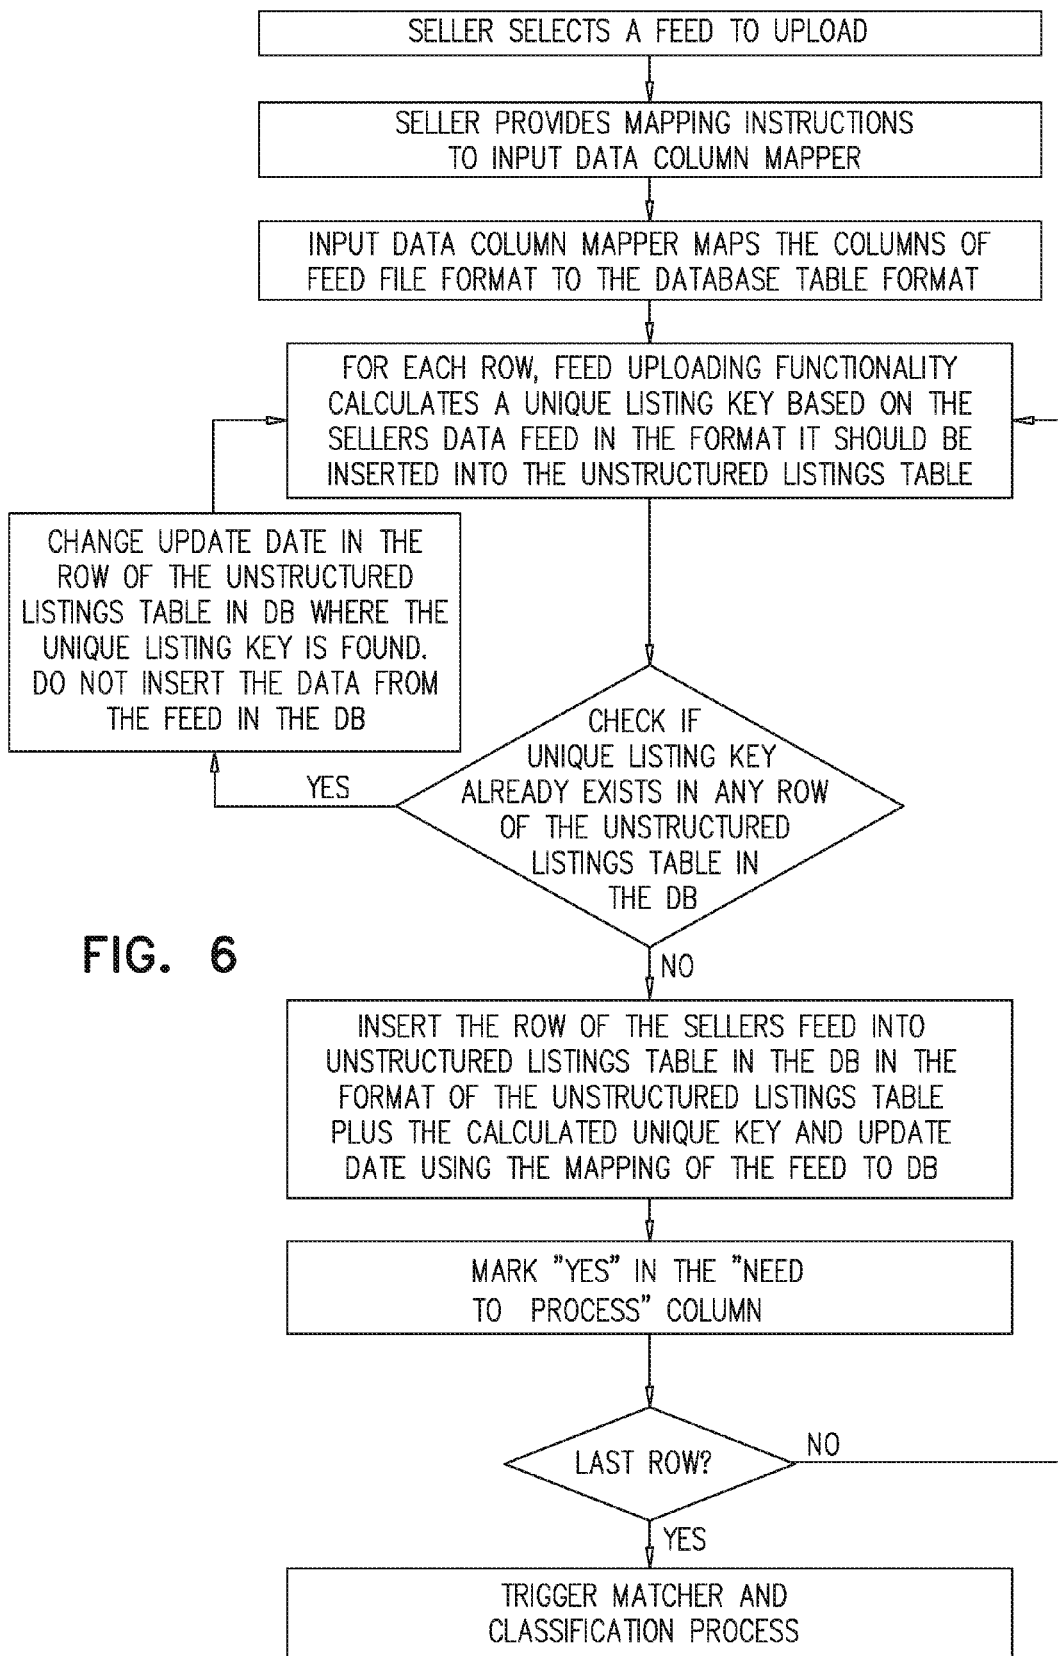 SELLER SELECTS A FEED TO UPLOAD
SELLER PROVIDES MAPPING INSTRUCTIONS
TO INPUT DATA COLUMN MAPPER
INPUT DATA COLUMN MAPPER MAPS THE COLUMNS OF
FEED FILE FORMAT TO THE DATABASE TABLE FORMAT
FOR EACH ROW, FEED UPLOADING FUNCTIONALITY
CALCULATES A UNIQUE LISTING KEY BASED ON THE
SELLERS DATA FEED IN THE FORMAT IT SHOULD BE
INSERTED INTO THE UNSTRUCTURED LISTINGS TABLE
CHANGE UPDATE DATE IN THE
ROW OF THE UNSTRUCTURED
LISTINGS TABLE IN DB WHERE THE
UNIQUE LISTING KEY IS FOUND.
DO NOT INSERT THE DATA FROM
THE FEED IN THE DB
CHECK IF
UNIQUE LISTING KEY
ALREADY EXISTS IN ANY ROW
OF THE UNSTRUCTURED
LISTINGS TABLE IN
THE DB
YES
FIG. 6
NO
INSERT THE ROW OF THE SELLERS FEED INTO
UNSTRUCTURED LISTINGS TABLE IN THE DB IN THE
FORMAT OF THE UNSTRUCTURED LISTINGS TABLE
PLUS THE CALCULATED UNIQUE KEY AND UPDATE
DATE USING THE MAPPING OF THE FEED TO DB
MARK "YES" IN THE "NEED
TO PROCESS" COLUMN
LAST ROW?
NO
YES
TRIGGER MATCHER AND
CLASSIFICATION PROCESS